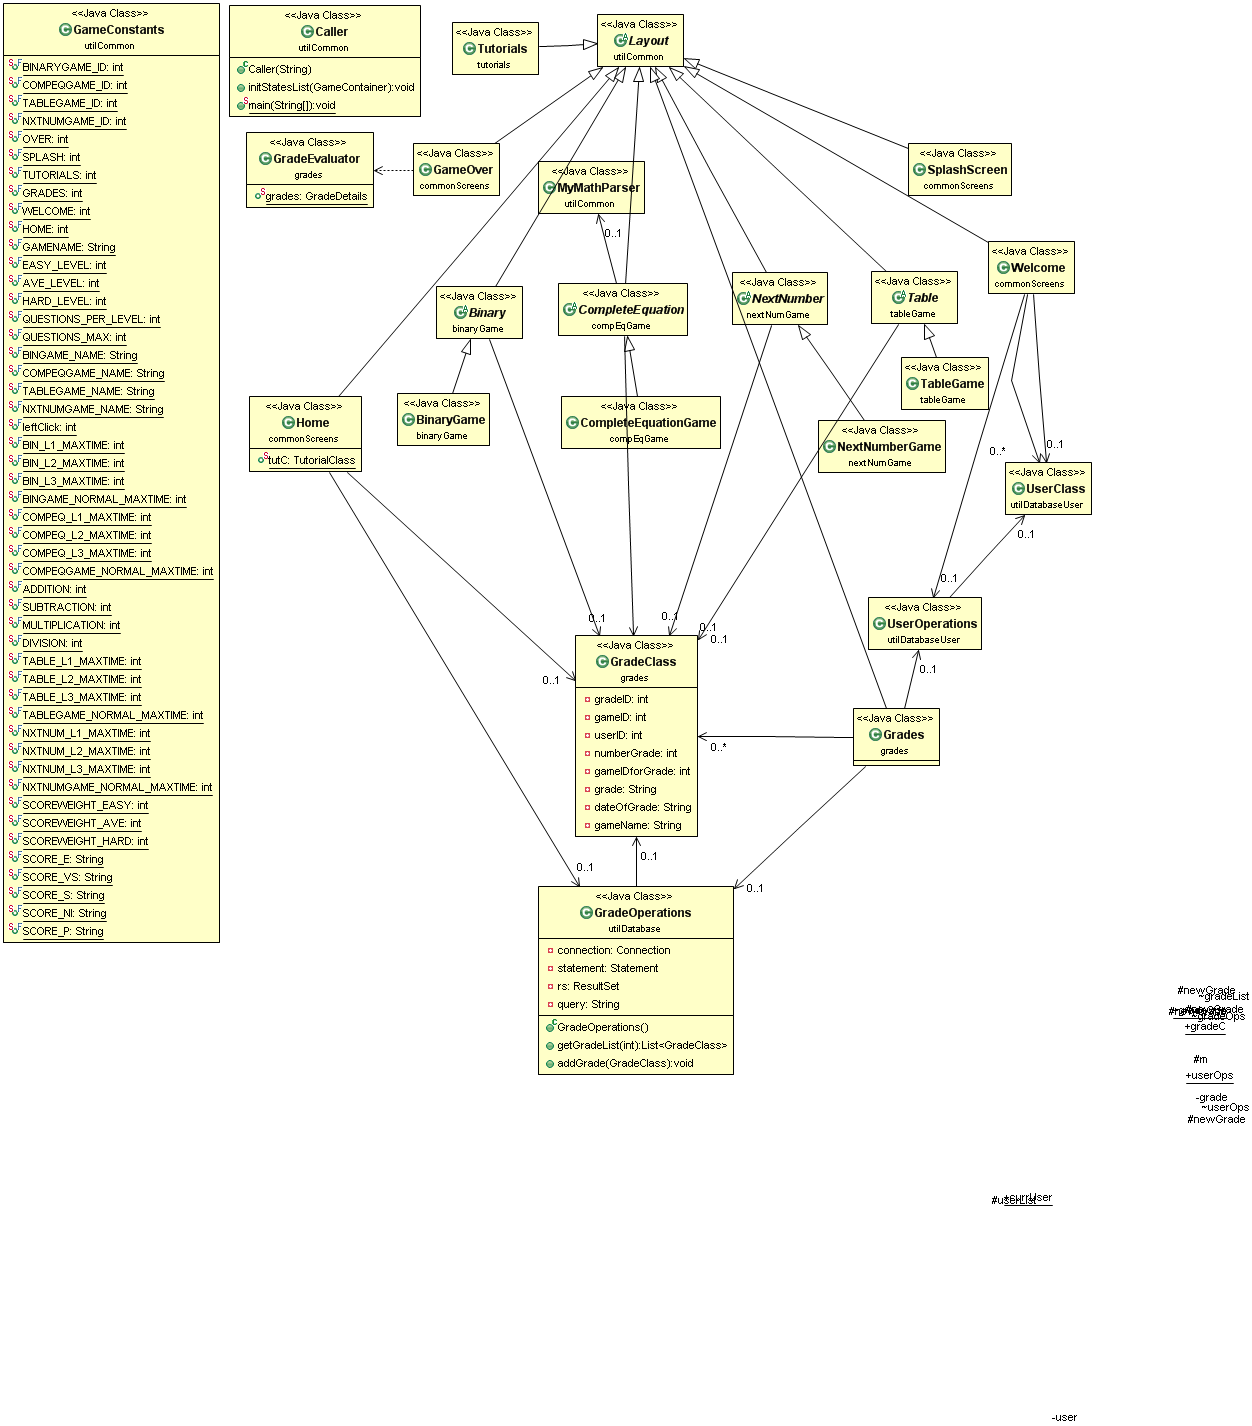 <<Java Class>>
GameConstants
utilCommon
BINARYGAME_ID: int
COMPEQGAME_ID: int
TABLEGAME_ID: int
NXTNUMGAME_ID: int
OVER: int
SPLASH: int
TUTORIALS: int
GRADES: int
WELCOME: int
HOME: int
GAMENAME: String
EASY_LEVEL: int
AVE_LEVEL: int
HARD_LEVEL: int
QUESTIONS_PER_LEVEL: int
QUESTIONS_MAX: int
BINGAME_NAME: String
COMPEQGAME_NAME: String
TABLEGAME_NAME: String
NXTNUMGAME_NAME: String
leftClick: int
BIN_L1_MAXTIME: int
BIN_L2_MAXTIME: int
BIN_L3_MAXTIME: int
BINGAME_NORMAL_MAXTIME: int
COMPEQ_L1_MAXTIME: int
COMPEQ_L2_MAXTIME: int
COMPEQ_L3_MAXTIME: int
COMPEQGAME_NORMAL_MAXTIME: int
ADDITION: int
SUBTRACTION: int
MULTIPLICATION: int
DIVISION: int
TABLE_L1_MAXTIME: int
TABLE_L2_MAXTIME: int
TABLE_L3_MAXTIME: int
TABLEGAME_NORMAL_MAXTIME: int
NXTNUM_L1_MAXTIME: int
NXTNUM_L2_MAXTIME: int
NXTNUM_L3_MAXTIME: int
NXTNUMGAME_NORMAL_MAXTIME: int
SCOREWEIGHT_EASY: int
SCOREWEIGHT_AVE: int
SCOREWEIGHT_HARD: int
SCORE_E: String
SCORE_VS: String
SCORE_S: String
SCORE_NI: String
SCORE_P: String
<<Java Class>>
Caller
utilCommon
Caller(String)
initStatesList(GameContainer):void
main(String[]):void
<<Java Class>>
Tutorials
tutorials
<<Java Class>>
Layout
utilCommon
<<Java Class>>
GradeEvaluator
grades
grades: GradeDetails
<<Java Class>>
GameOver
commonScreens
<<Java Class>>
MyMathParser
utilCommon
0..1
<<Java Class>>
SplashScreen
commonScreens
<<Java Class>>
Welcome
commonScreens
<<Java Class>>
Binary
binaryGame
<<Java Class>>
CompleteEquation
compEqGame
<<Java Class>>
NextNumber
nextNumGame
<<Java Class>>
Table
tableGame
<<Java Class>>
TableGame
tableGame
<<Java Class>>
Home
commonScreens
tutC: TutorialClass
<<Java Class>>
BinaryGame
binaryGame
<<Java Class>>
CompleteEquationGame
compEqGame
<<Java Class>>
NextNumberGame
nextNumGame
0..*
0..1
<<Java Class>>
UserClass
utilDatabaseUser
0..1
0..1
<<Java Class>>
UserOperations
utilDatabaseUser
0..1
0..1
0..1
0..1
0..1
0..1
<<Java Class>>
GradeClass
grades
gradeID: int
gameID: int
userID: int
numberGrade: int
gameIDforGrade: int
grade: String
dateOfGrade: String
gameName: String
0..*
<<Java Class>>
Grades
grades
0..1
0..1
0..1
<<Java Class>>
GradeOperations
utilDatabase
connection: Connection
statement: Statement
rs: ResultSet
query: String
GradeOperations()
getGradeList(int):List<GradeClass>
addGrade(GradeClass):void
#newGrade
~gradeList
~gradeOps
+gradeC
#m
+userOps
-grade
~userOps
#newGrade
#userList
+currUser
-user